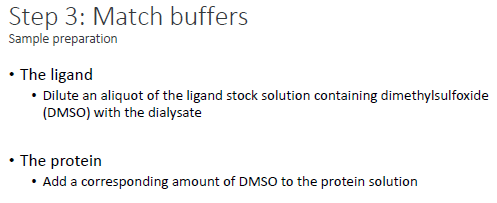 Step 3: Match buffers
Sample preparation
• The ligand
• Dilute an aliquot of the ligand stock solution containing dimethylsulfoxide
(DMSO) with the dialysate
• The protein
• Add a corresponding amount of DMSO to the protein solution